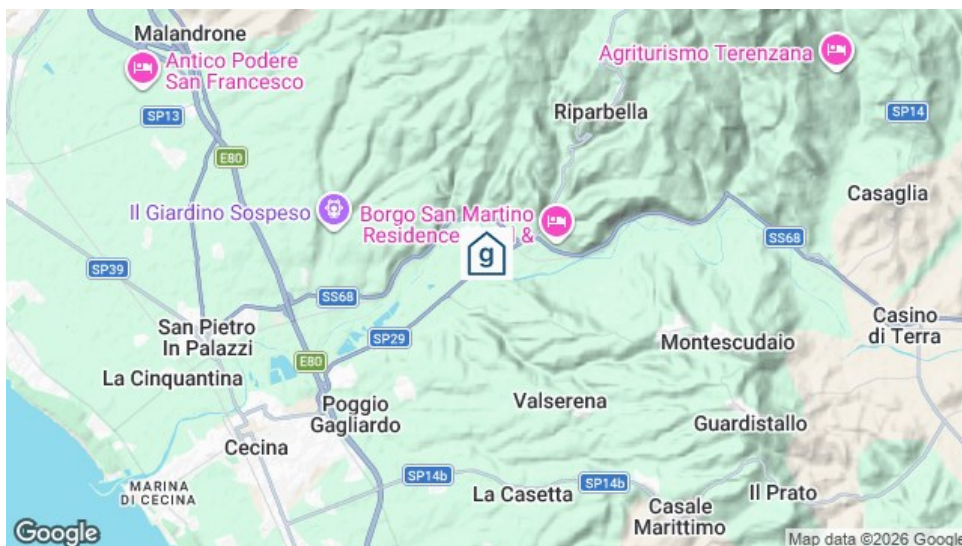 Malandrone
Antico Podere
San Francesco
Agriturismo Terenzana
SP13
Riparbella
SP14
E80
Casaglia
Il Giardino Sospeso
Borgo San Martino
Residence
&
g
SS68
SP39
SS68
San Pietro
In Palazzi
SP29
Casino
di Terra
Montescudaio
E80
La Cinquantina
Poggio
Gagliardo
Valserena
Guardistallo
Cecina
SP14b
MARINA
DI CECINA
La Casetta
SP14b
Il Prato
Casale
Marittimo
Google
Map data ©2026 Google